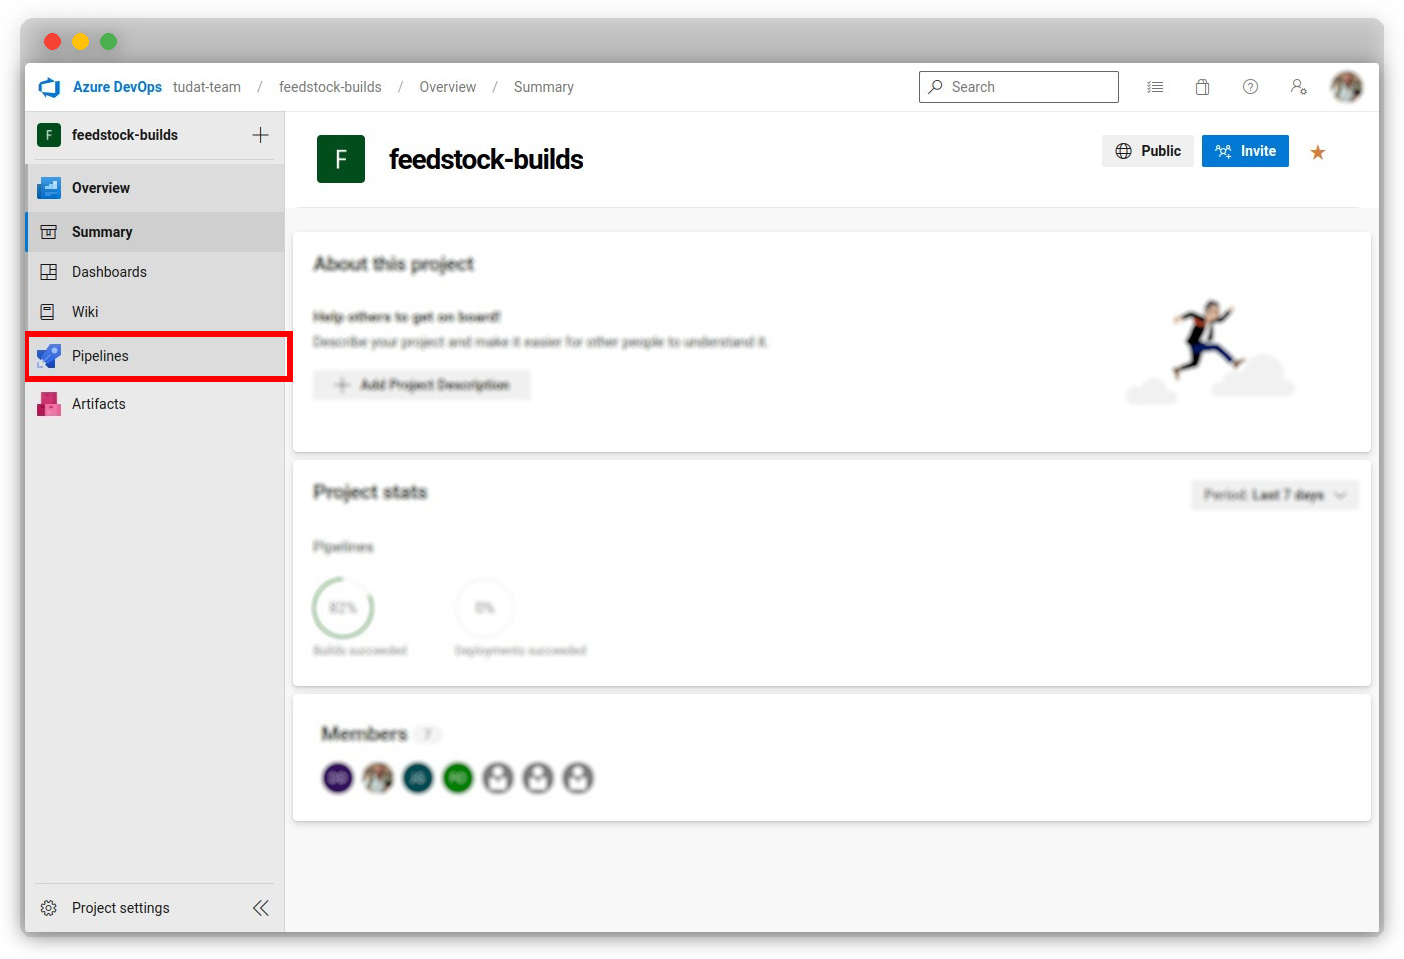 Azure DevOps tudat-team / feedstock-builds / Overview / Summary
Search
F feedstock-builds
Overview
Summary
Dashboards
Wiki
Pipelines
Artifacts
Project settings
F feedstock-builds
Public
Invite
About this project
Help others to get on board!
Describe your project and make it easier for other people to understand it.
Add Project Description
Project stats
Period: Last 7 days
Pipelines
82%
0%
Builds succeeded
Deployments succeeded
Members 7